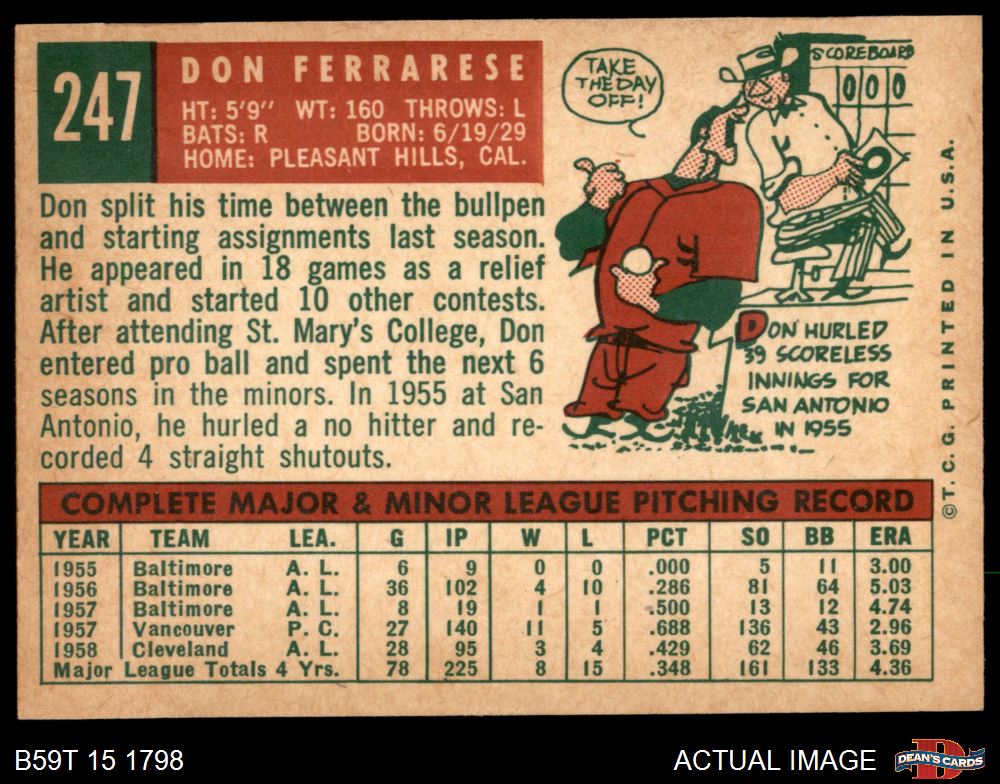 247
DON FERRARESE
HT: 5'9" WT: 160 THROWS: L
BATS: R BORN: 6/19/29
HOME: PLEASANT HILLS, CAL.
Don split his time between the bullpen
and starting assignments last season.
He appeared in 18 games as a relief
artist and started 10 other contests.
After attending St. Mary's College, Don
entered pro ball and spent the next 6
seasons in the minors. In 1955 at San
Antonio, he hurled a no hitter and re-
corded 4 straight shutouts.
TAKE
THE DAY
OFF!
SCOREBOARD
000
DON HURLED
39 SCORELESS
INNINGS FOR
SAN ANTONIO
IN 1955
©T. C. G. PRINTED IN U.S.A.
COMPLETE MAJOR & MINOR LEAGUE PITCHING RECORD
YEAR TEAM LEA. G IP W L PCT SO BB ERA
1955 Baltimore A. L. 6 9 0 0 .000 5 11 3.00
1956 Baltimore A. L. 36 102 4 10 .286 81 64 5.03
1957 Baltimore A. L. 8 19 1 1 .500 13 12 4.74
1957 Vancouver P. C. 27 140 11 5 .688 136 43 2.96
1958 Cleveland A. L. 28 95 3 4 .429 62 46 3.69
Major League Totals 4 Yrs. 78 225 8 15 .348 161 133 4.36
B59T 15 1798
ACTUAL IMAGE
DEAN'S CARDS